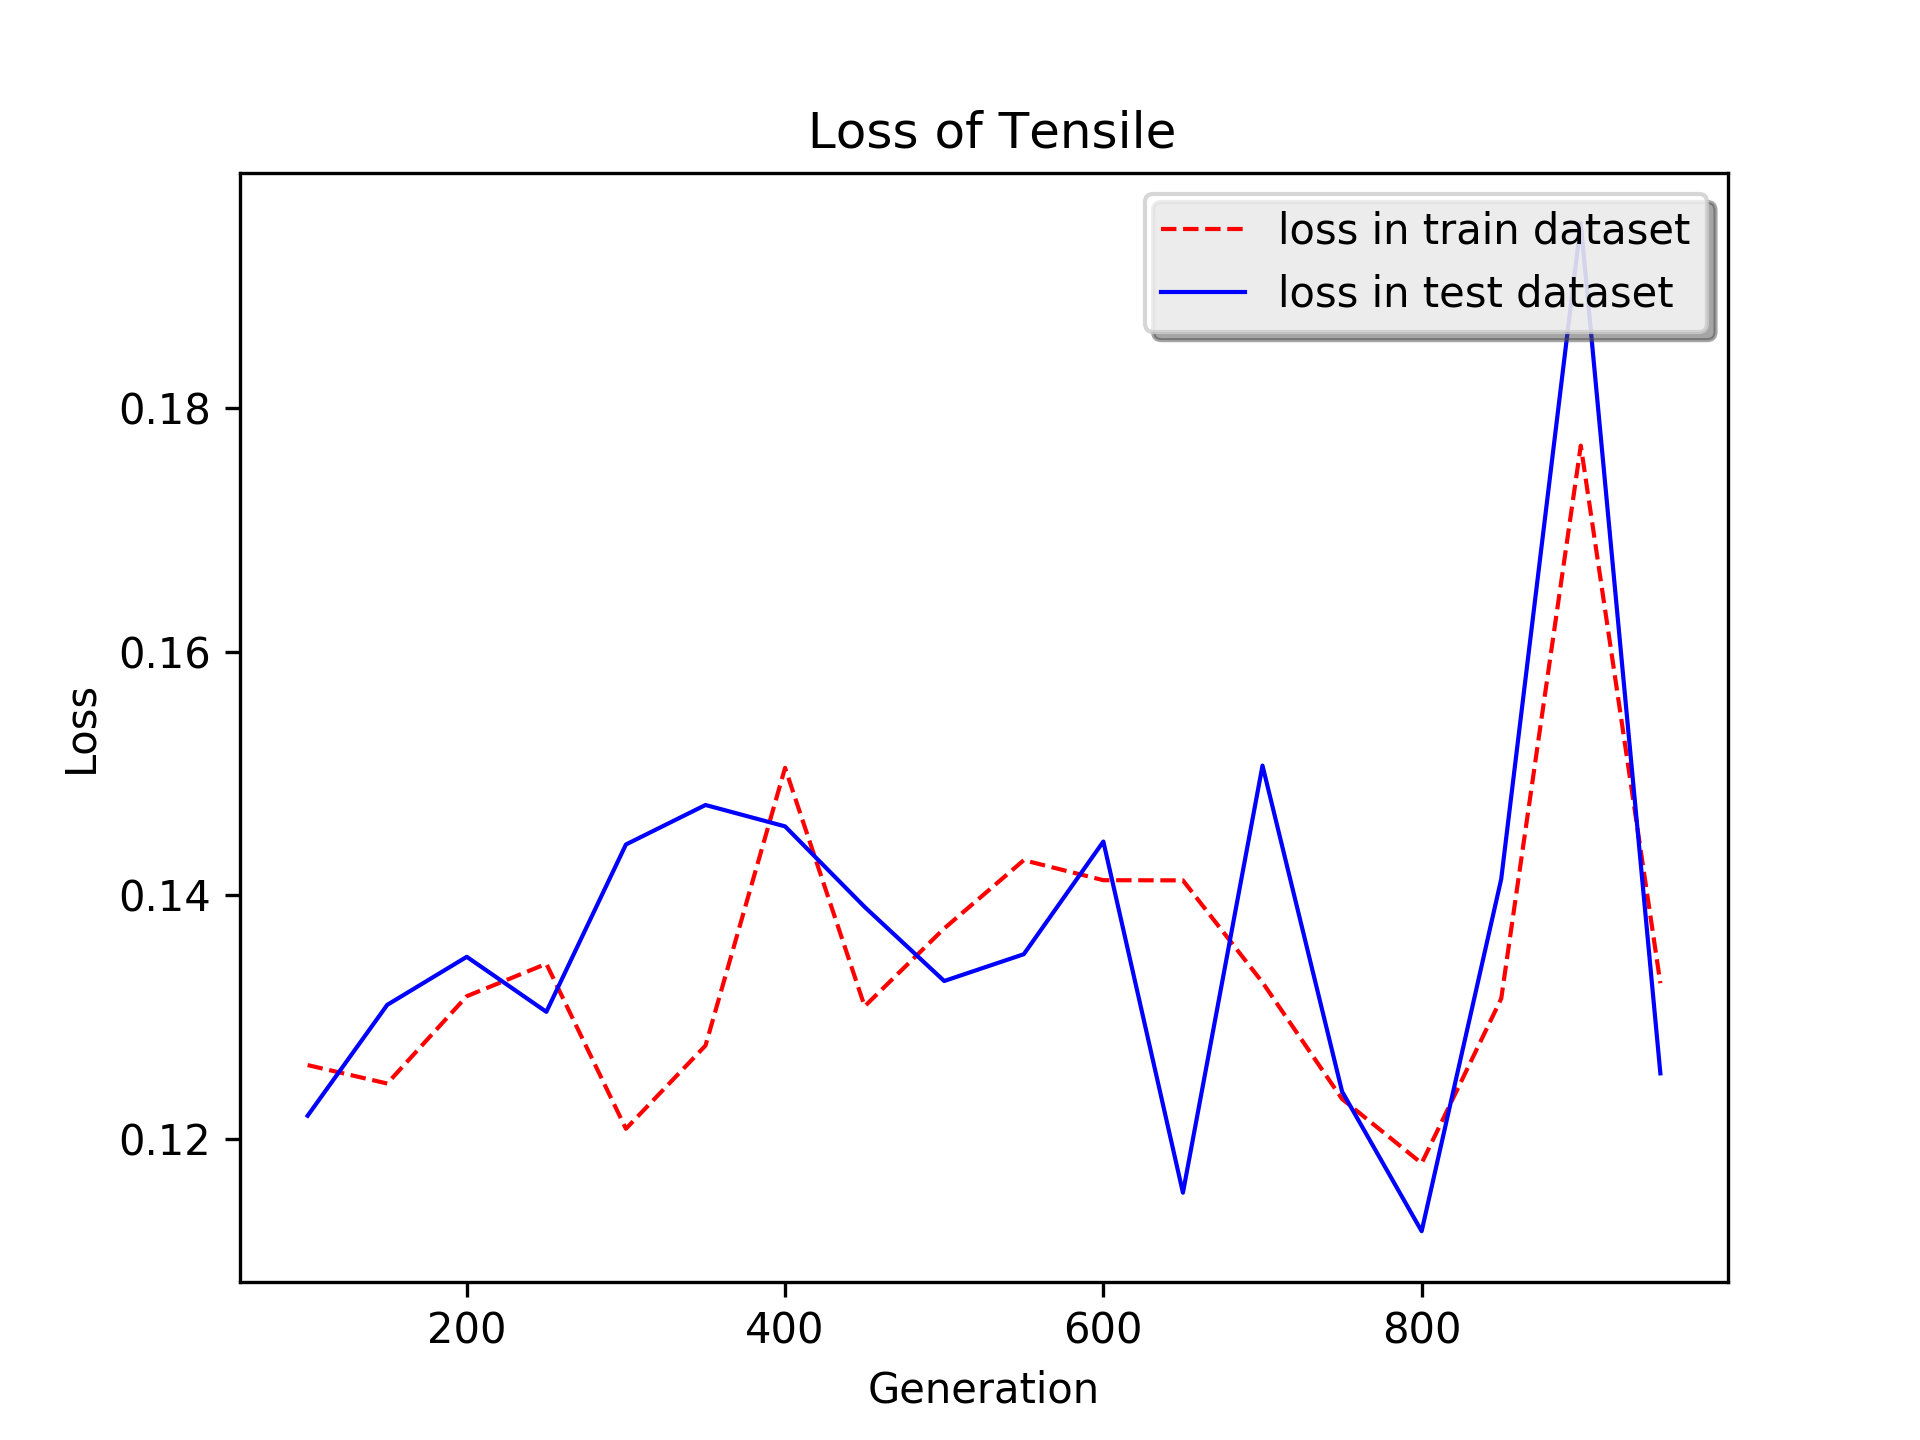 Loss of Tensile
loss in train dataset
loss in test dataset
0.18
0.16
0.14
0.12
Loss
200 400 600 800
Generation